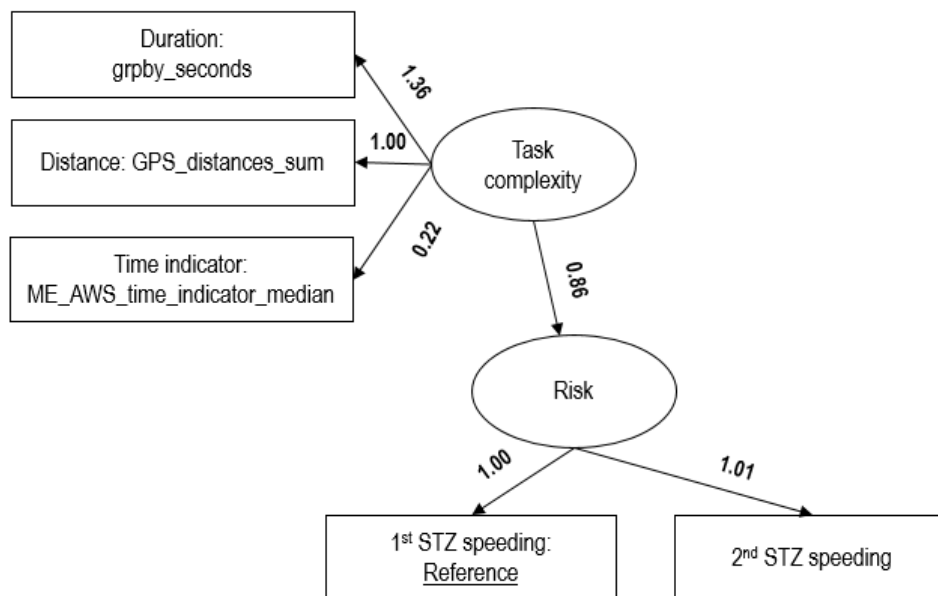 Duration:
grpby_seconds
1.36
Distance: GPS_distances_sum
1.00
Task
complexity
0.22
Time indicator:
ME_AWS_time_indicator_median
0.86
Risk
1.00
1.01
1st STZ speeding:
Reference
2nd STZ speeding